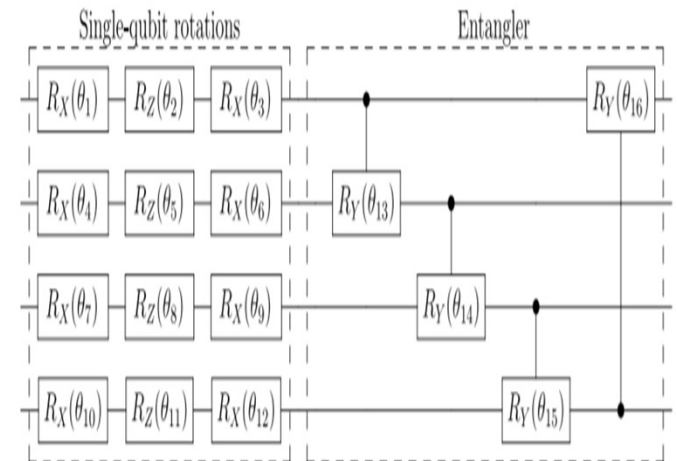 Single-qubit rotations Entangler
R_X(θ_1) R_Z(θ_2) R_X(θ_3) R_Y(θ_16)
R_X(θ_4) R_Z(θ_5) R_X(θ_6) R_Y(θ_13)
R_X(θ_7) R_Z(θ_8) R_X(θ_9) R_Y(θ_14)
R_X(θ_10) R_Z(θ_11) R_X(θ_12) R_Y(θ_15)